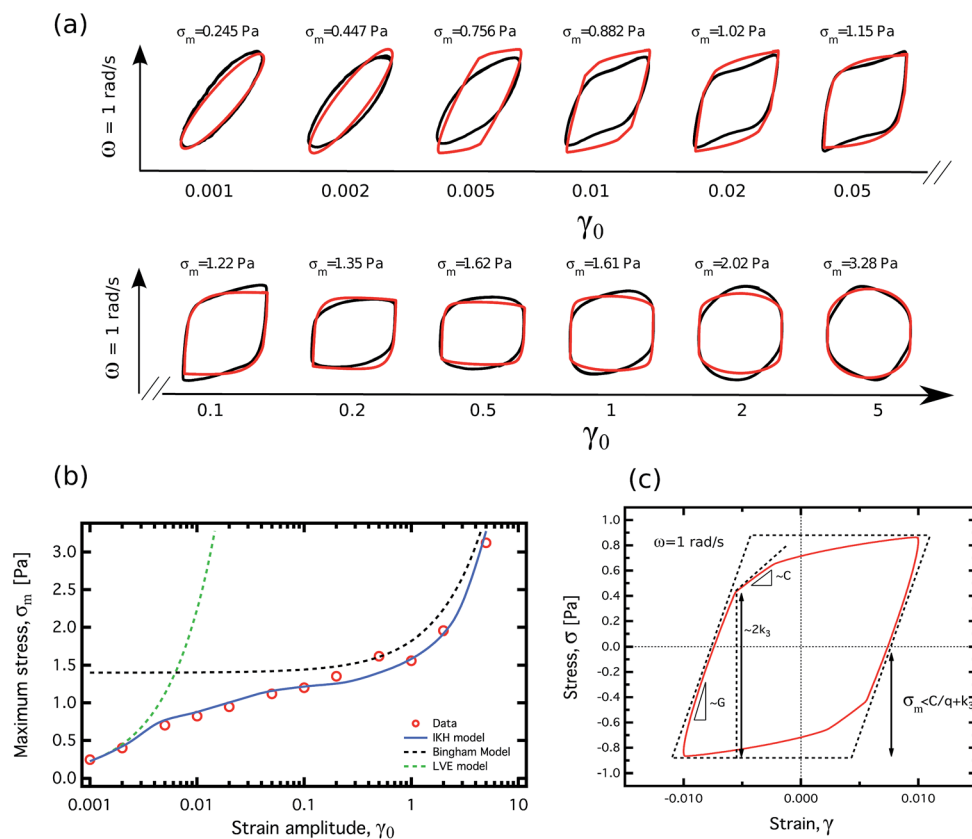 (a)
σm=0.245 Pa σm=0.447 Pa σm=0.756 Pa σm=0.882 Pa σm=1.02 Pa σm=1.15 Pa
ω = 1 rad/s
0.001 0.002 0.005 0.01 0.02 0.05
γ0
σm=1.22 Pa σm=1.35 Pa σm=1.62 Pa σm=1.61 Pa σm=2.02 Pa σm=3.28 Pa
ω = 1 rad/s
0.1 0.2 0.5 1 2 5
γ0
(b)
Maximum stress, σm [Pa]
3.0
2.5
2.0
1.5
1.0
0.5
0.0
Data
IKH model
Bingham Model
LVE model
0.001 0.01 0.1 1 10
Strain amplitude, γ0
(c)
Stress, σ [Pa]
1.0
0.8
0.6
0.4
0.2
0.0
-0.2
-0.4
-0.6
-0.8
-1.0
ω=1 rad/s
~C
~2k3
~G
σm<C/q+k3
-0.010 0.000 0.010
Strain, γ